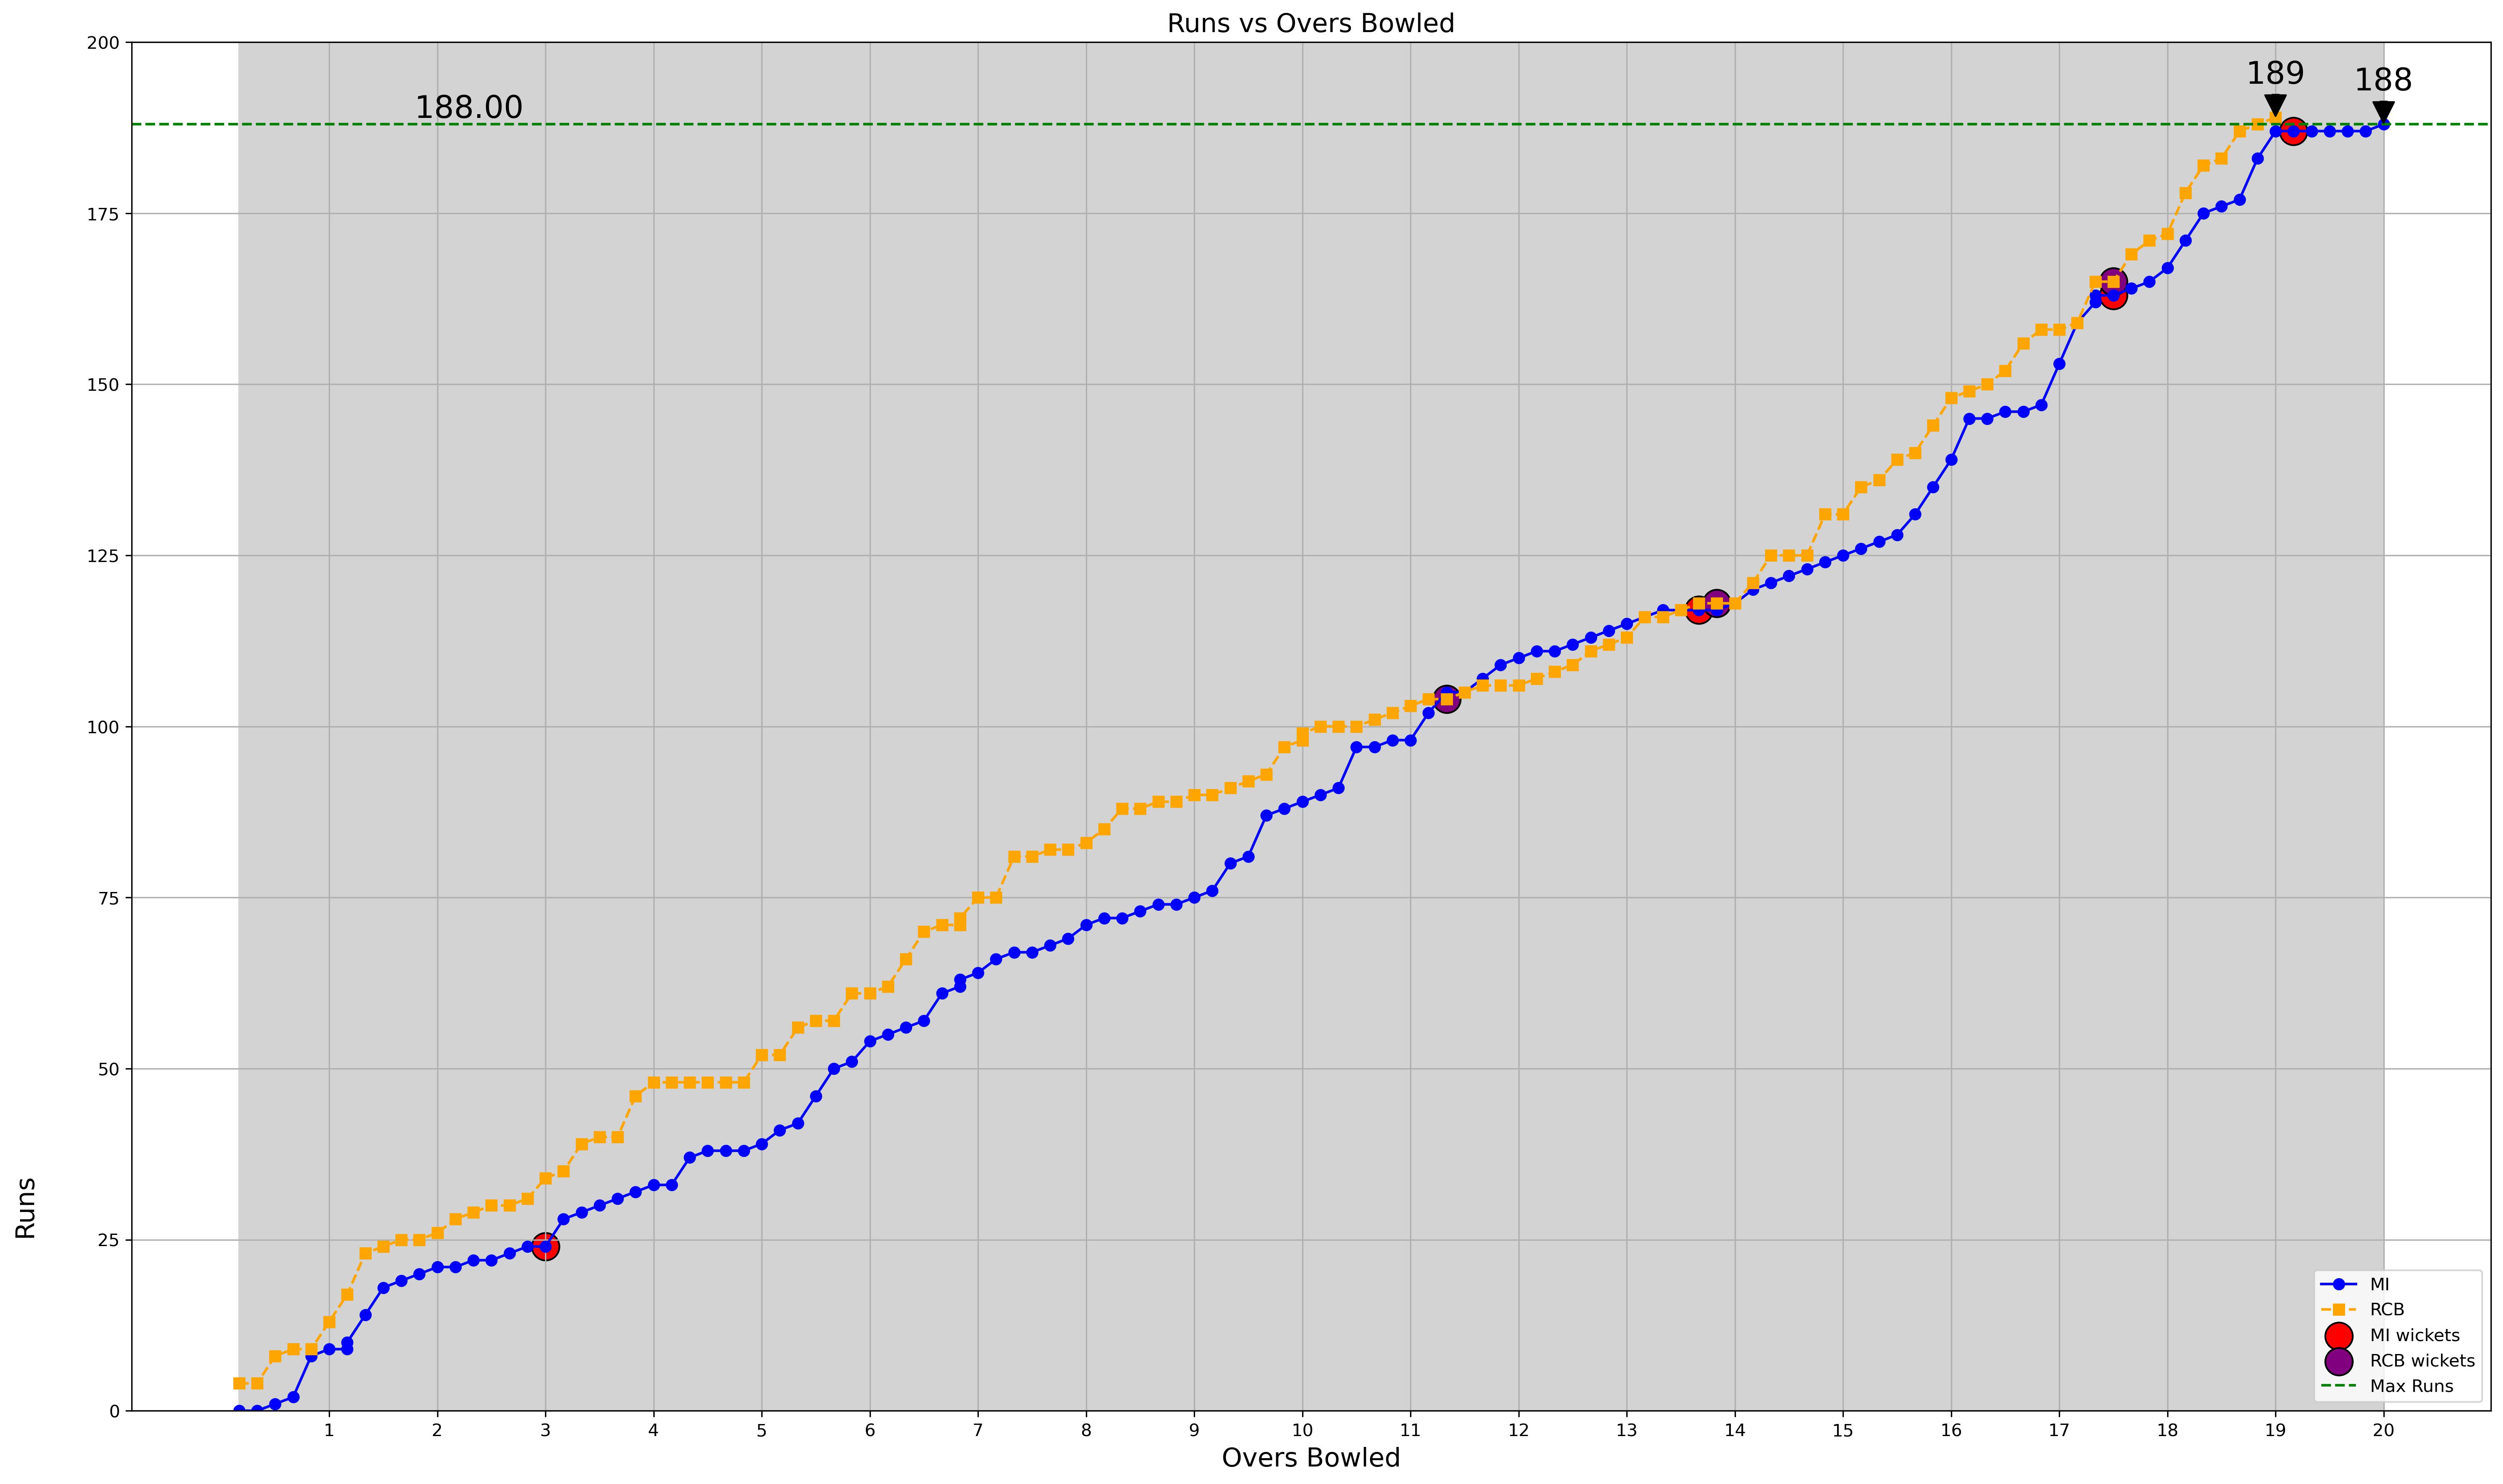 Runs vs Overs Bowled
200
175
150
125
100
75
50
25
0
Runs
188.00
189
188
1 2 3 4 5 6 7 8 9 10 11 12 13 14 15 16 17 18 19 20
Overs Bowled
MI
RCB
MI wickets
RCB wickets
Max Runs